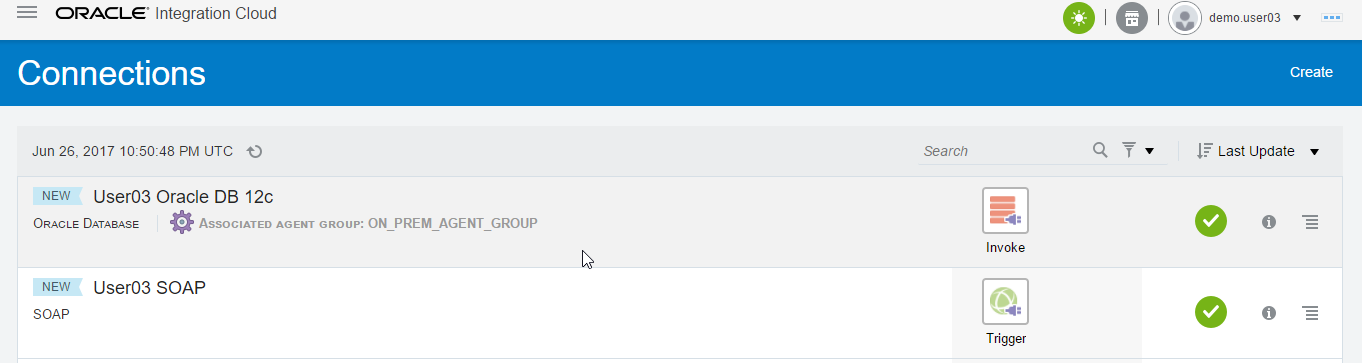 ORACLE® Integration Cloud
demo.user03
Connections
Create
Jun 26, 2017 10:50:48 PM UTC
Search
Last Update
NEW User03 Oracle DB 12c
ORACLE DATABASE ASSOCIATED AGENT GROUP: ON_PREM_AGENT_GROUP
Invoke
NEW User03 SOAP
SOAP
Trigger